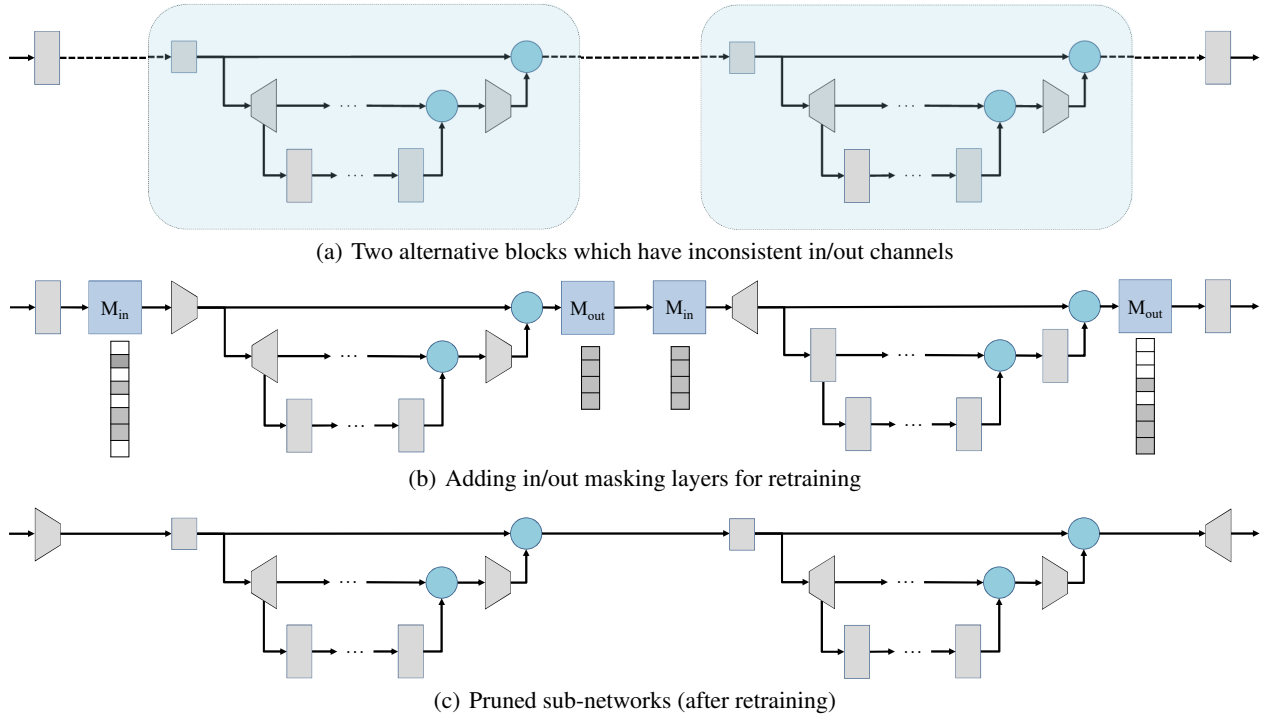 (a) Two alternative blocks which have inconsistent in/out channels
M_in
M_out
M_in
M_out
(b) Adding in/out masking layers for retraining
(c) Pruned sub-networks (after retraining)